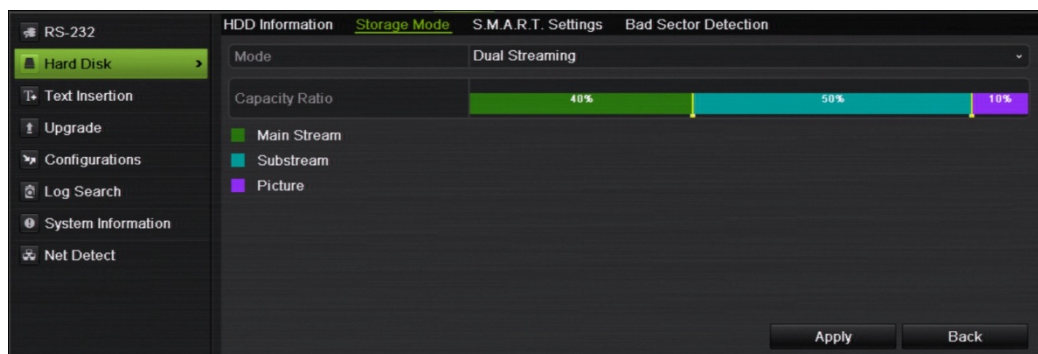 RS-232
Hard Disk
Text Insertion
Upgrade
Configurations
Log Search
System Information
Net Detect
HDD Information Storage Mode S.M.A.R.T. Settings Bad Sector Detection
Mode Dual Streaming
Capacity Ratio 40% 50% 10%
Main Stream
Substream
Picture
Apply Back